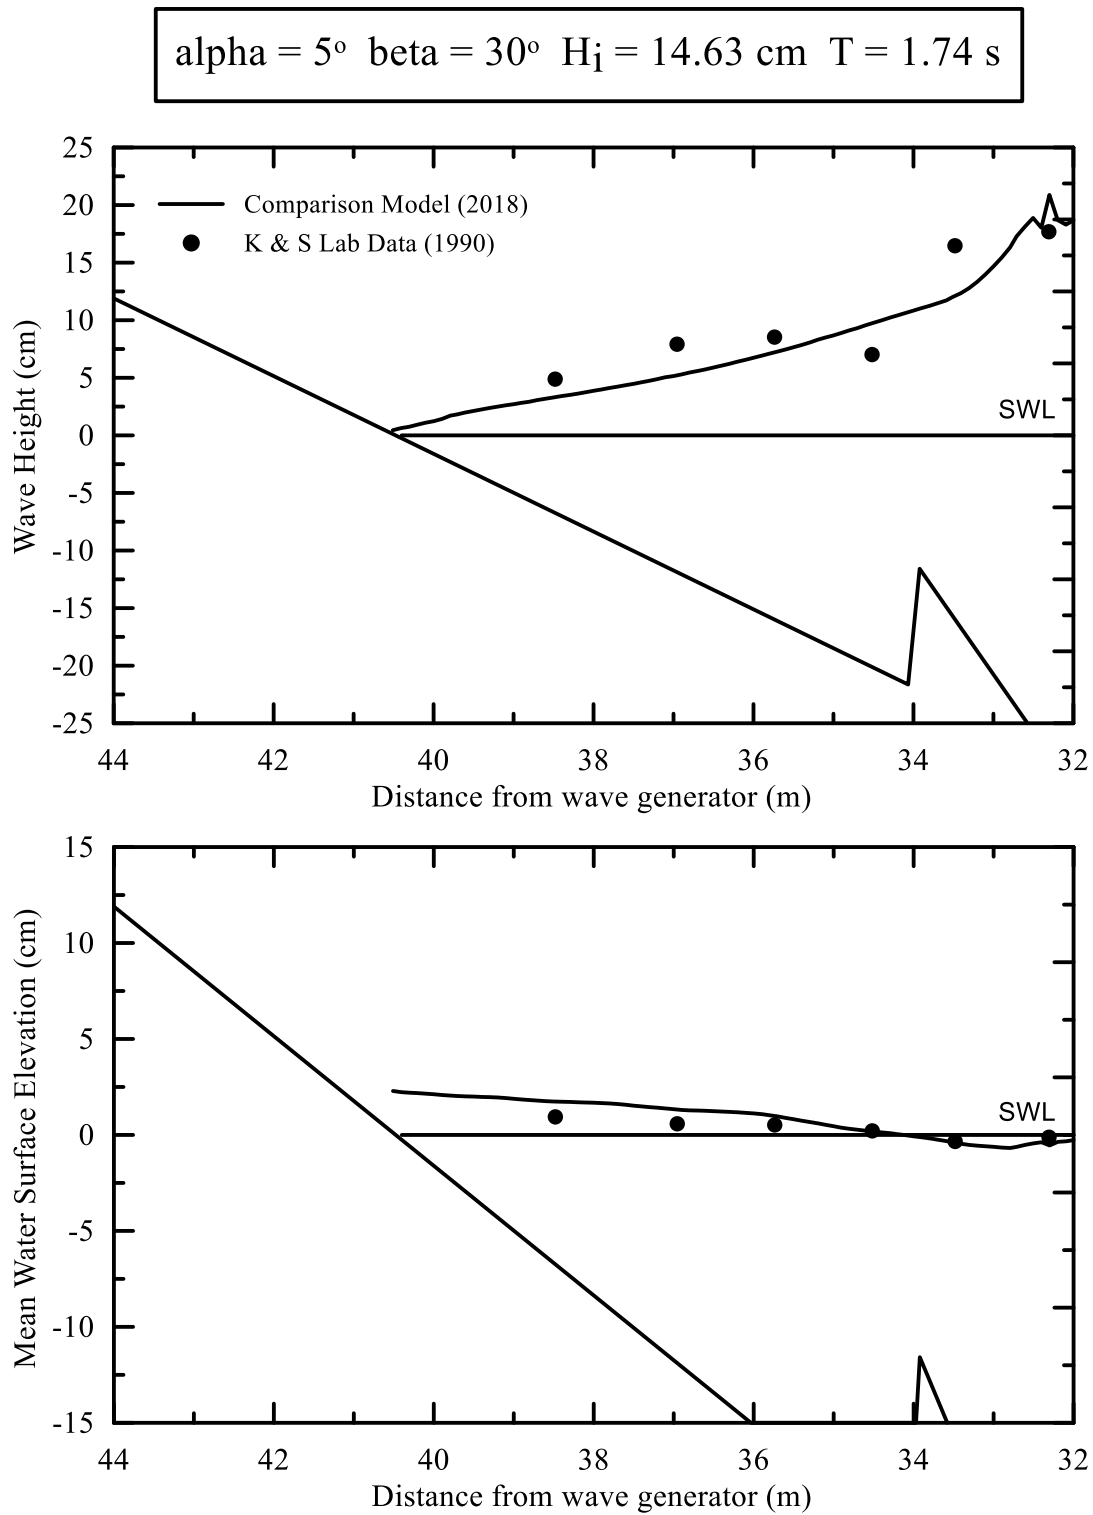 alpha = 5º  beta = 30º  Hi = 14.63 cm  T = 1.74 s
25
20
15
10
5
0
-5
-10
-15
-20
-25
Wave Height (cm)
Comparison Model (2018)
K & S Lab Data (1990)
SWL
44 42 40 38 36 34 32
Distance from wave generator (m)
15
10
5
0
-5
-10
-15
Mean Water Surface Elevation (cm)
SWL
44 42 40 38 36 34 32
Distance from wave generator (m)